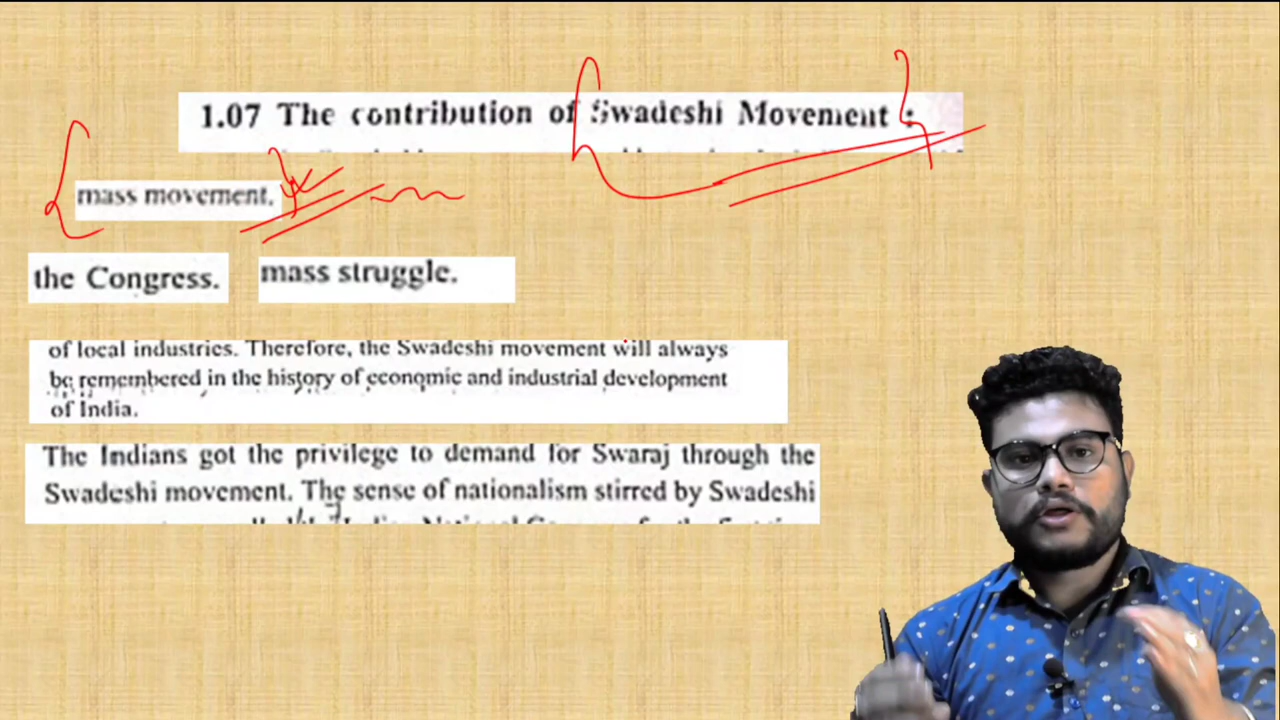 1.07 The contribution of Swadeshi Movement :
mass movement.
the Congress. mass struggle.
of local industries. Therefore, the Swadeshi movement will always
be remembered in the history of economic and industrial development
of India.
The Indians got the privilege to demand for Swaraj through the
Swadeshi movement. The sense of nationalism stirred by Swadeshi